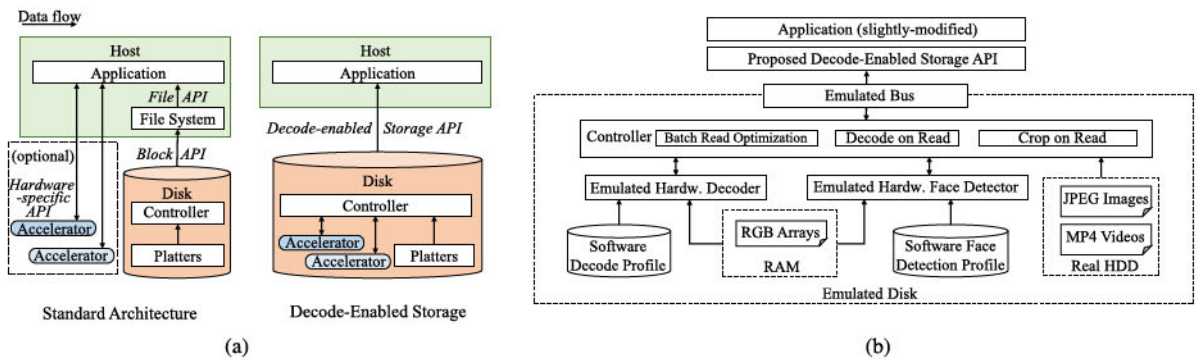 Data flow
Host
Application
File API
File System
Block API
(optional)
Hardware
-specific
API
Accelerator
Accelerator
Disk
Controller
Platters
Standard Architecture
Host
Application
Decode-enabled Storage API
Disk
Controller
Accelerator
Accelerator
Platters
Decode-Enabled Storage
(a)
Application (slightly-modified)
Proposed Decode-Enabled Storage API
Emulated Bus
Controller
Batch Read Optimization
Decode on Read
Crop on Read
Emulated Hardw. Decoder
Emulated Hardw. Face Detector
Software
Decode Profile
RGB Arrays
RAM
Software Face
Detection Profile
JPEG Images
MP4 Videos
Real HDD
Emulated Disk
(b)